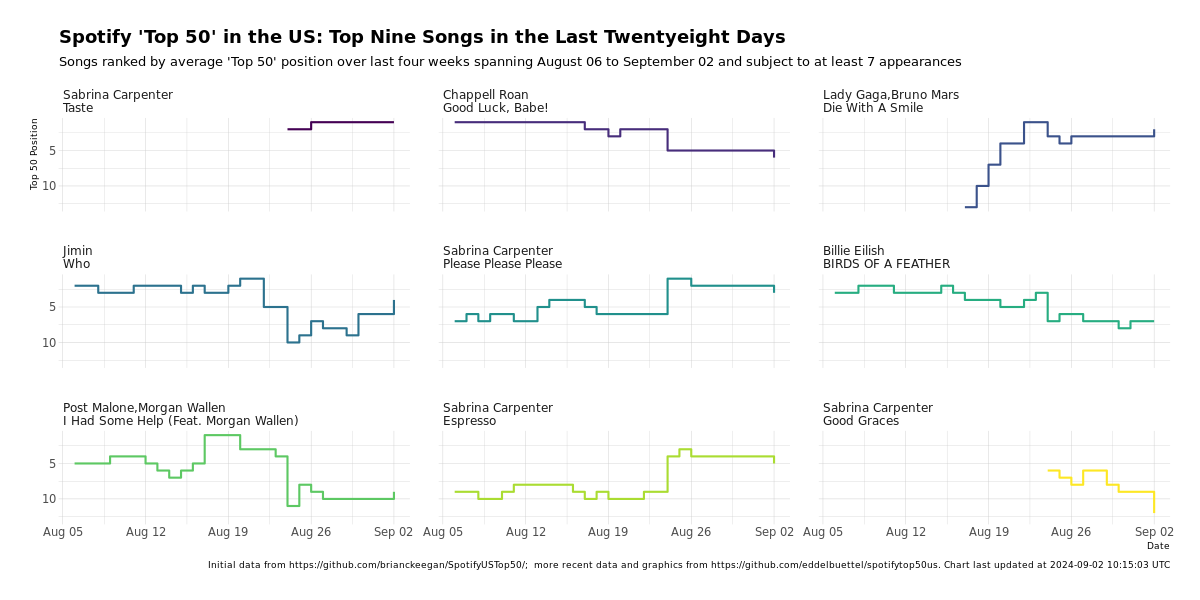 Spotify 'Top 50' in the US: Top Nine Songs in the Last Twentyeight Days
Songs ranked by average 'Top 50' position over last four weeks spanning August 06 to September 02 and subject to at least 7 appearances
Sabrina Carpenter
Taste
Chappell Roan
Good Luck, Babe!
Lady Gaga,Bruno Mars
Die With A Smile
Top 50 Position
5
10
Jimin
Who
Sabrina Carpenter
Please Please Please
Billie Eilish
BIRDS OF A FEATHER
5
10
Post Malone,Morgan Wallen
I Had Some Help (Feat. Morgan Wallen)
Sabrina Carpenter
Espresso
Sabrina Carpenter
Good Graces
5
10
Aug 05 Aug 12 Aug 19 Aug 26 Sep 02 Aug 05 Aug 12 Aug 19 Aug 26 Sep 02 Aug 05 Aug 12 Aug 19 Aug 26 Sep 02
Date
Initial data from https://github.com/brianckeegan/SpotifyUSTop50/;  more recent data and graphics from https://github.com/eddelbuettel/spotifytop50us. Chart last updated at 2024-09-02 10:15:03 UTC